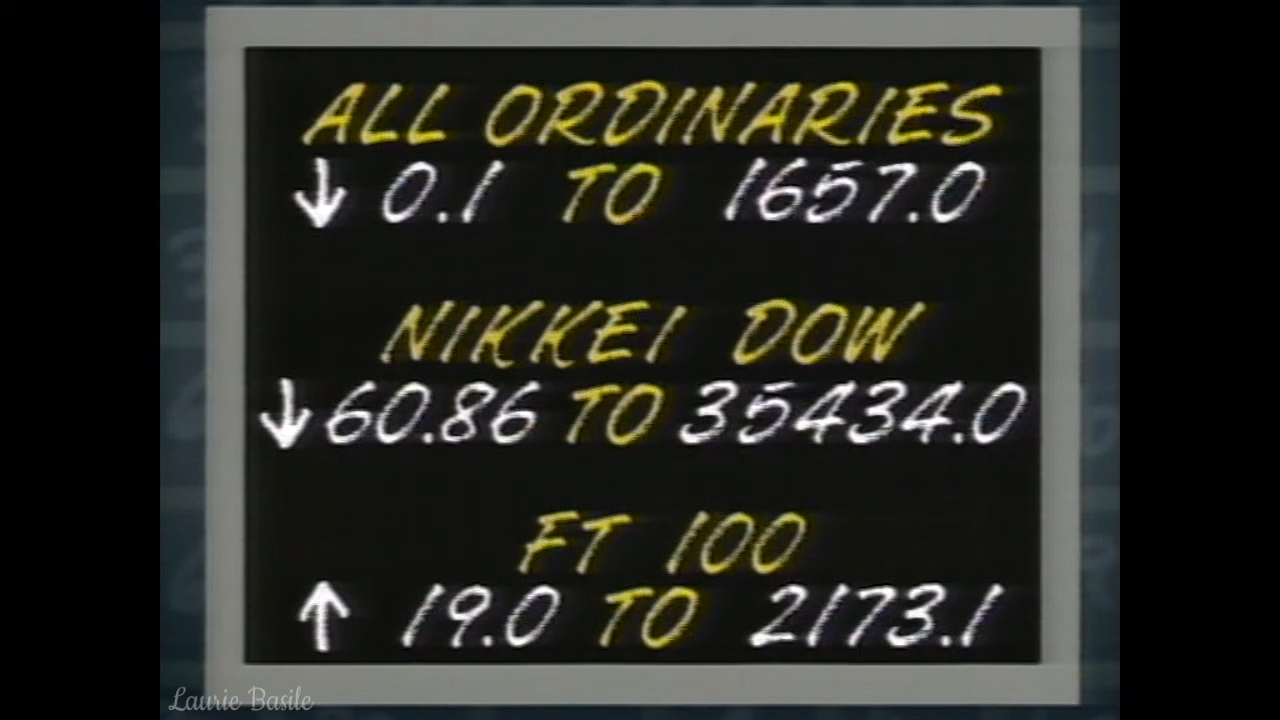 ALL ORDINARIES
↓ 0.1 TO 1657.0
NIKKEI DOW
↓ 60.86 TO 35434.0
FT 100
↑ 19.0 TO 2173.1
Laurie Basile